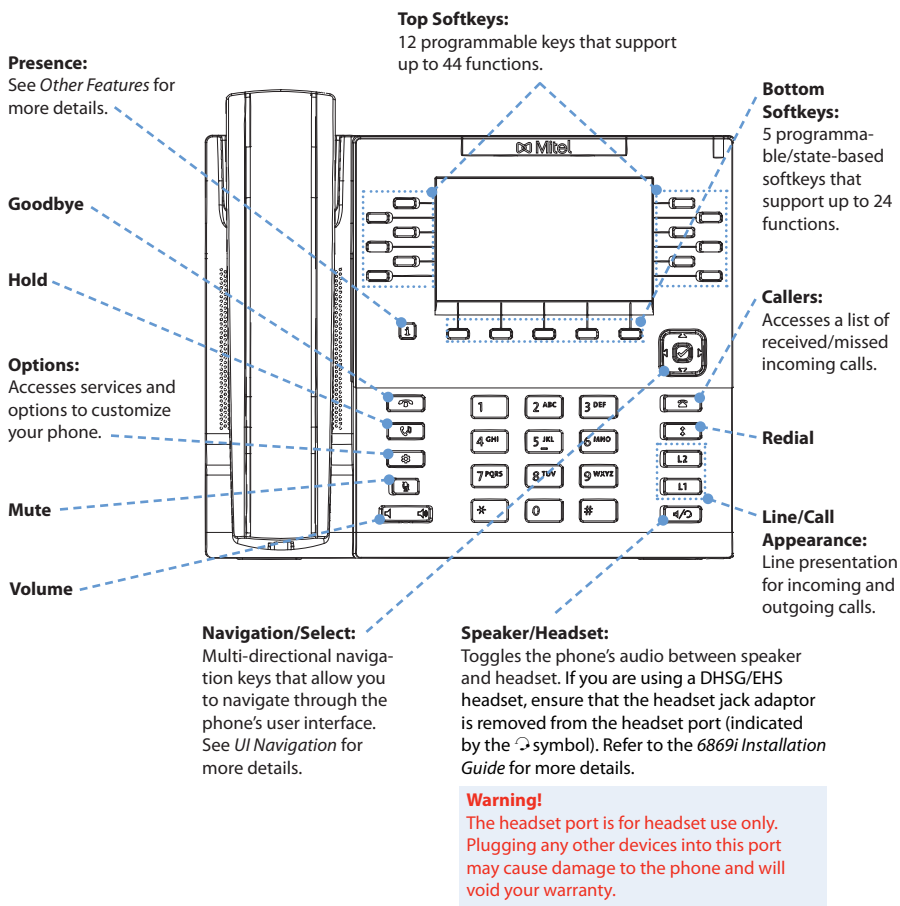 Top Softkeys:
12 programmable keys that support
up to 44 functions.
Presence:
See Other Features for
more details.
Bottom
Softkeys:
5 programma-
ble/state-based
softkeys that
support up to 24
functions.
Mitel
Goodbye
Hold
Options:
Accesses services and
options to customize
your phone.
Mute
Volume
i
1
2 ABC
3 DEF
4 GHI
5 JKL
6 MNO
7 PQRS
8 TUV
9 WXYZ
*
0
#
L2
L1
Callers:
Accesses a list of
received/missed
incoming calls.
Redial
Line/Call
Appearance:
Line presentation
for incoming and
outgoing calls.
Navigation/Select:
Multi-directional naviga-
tion keys that allow you
to navigate through the
phone's user interface.
See UI Navigation for
more details.
Speaker/Headset:
Toggles the phone's audio between speaker
and headset. If you are using a DHSG/EHS
headset, ensure that the headset jack adaptor
is removed from the headset port (indicated
by the symbol). Refer to the 6869i Installation
Guide for more details.
Warning!
The headset port is for headset use only.
Plugging any other devices into this port
may cause damage to the phone and will
void your warranty.